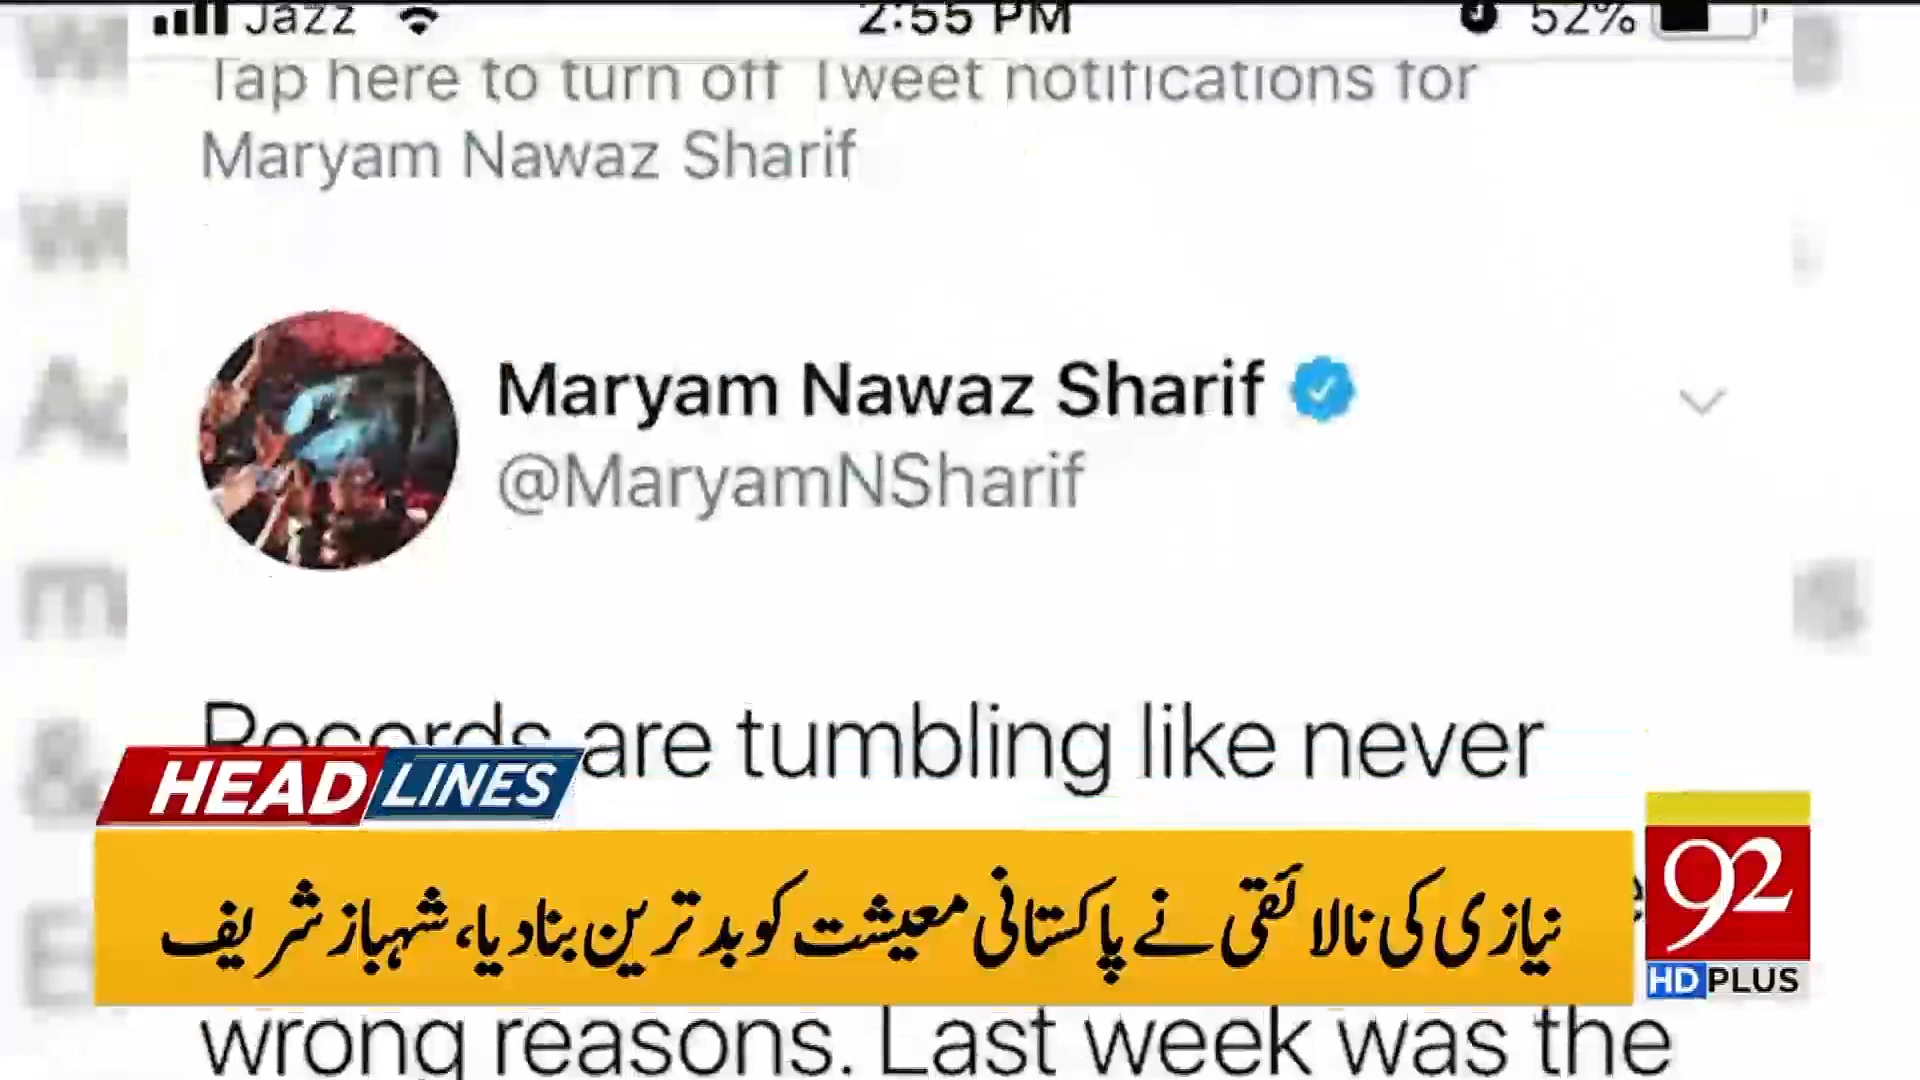 Jazz 2:55 PM 52%
Tap here to turn off Tweet notifications for
Maryam Nawaz Sharif
Maryam Nawaz Sharif
@MaryamNSharif
Records are tumbling like never
HEADLINES
نیازی کی نالائقی نے پاکستانی معیشت کو بدترین بنادیا، شہباز شریف
92
HD PLUS
wrong reasons. Last week was the